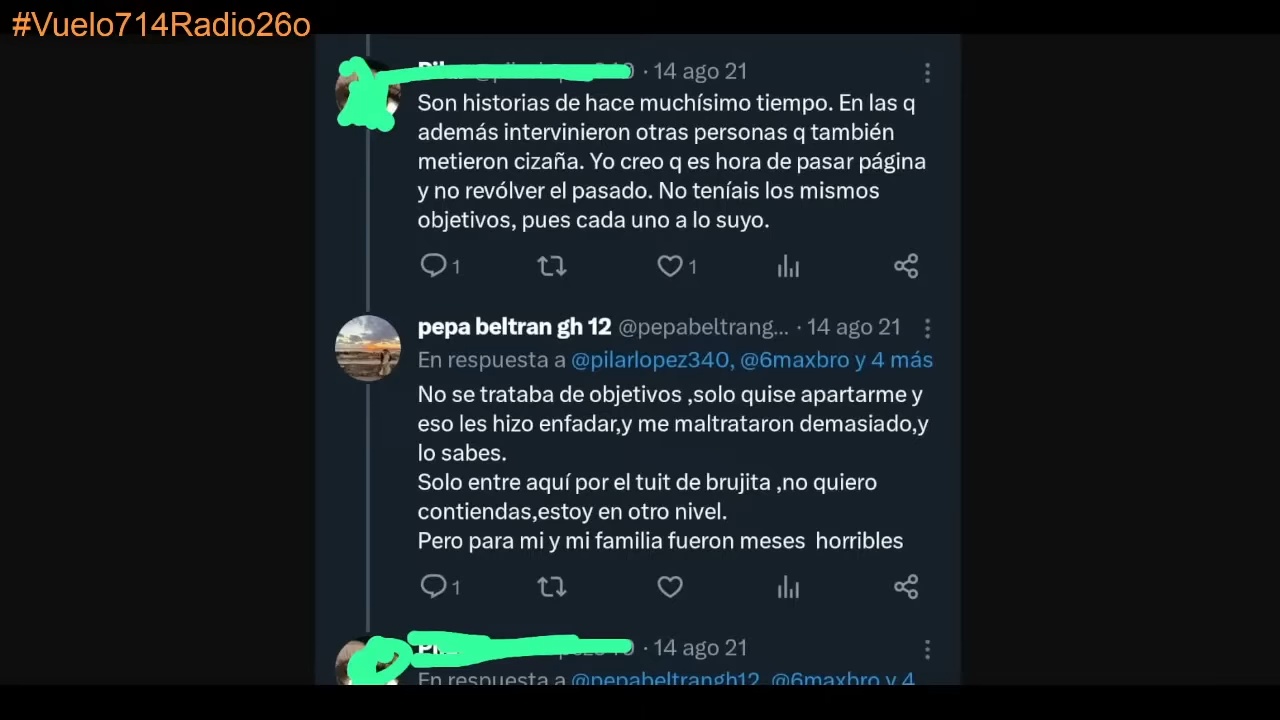 #Vuelo714Radio26o
· 14 ago 21
Son historias de hace muchísimo tiempo. En las q
además intervinieron otras personas q también
metieron cizaña. Yo creo q es hora de pasar página
y no revólver el pasado. No teníais los mismos
objetivos, pues cada uno a lo suyo.
1
1
pepa beltran gh 12 @pepabeltrang... · 14 ago 21
En respuesta a @pilarlopez340, @6maxbro y 4 más
No se trataba de objetivos ,solo quise apartarme y
eso les hizo enfadar,y me maltrataron demasiado,y
lo sabes.
Solo entre aquí por el tuit de brujita ,no quiero
contiendas,estoy en otro nivel.
Pero para mi y mi familia fueron meses  horribles
1
· 14 ago 21
En respuesta a @pepabeltrangh12, @6maxbro y 4